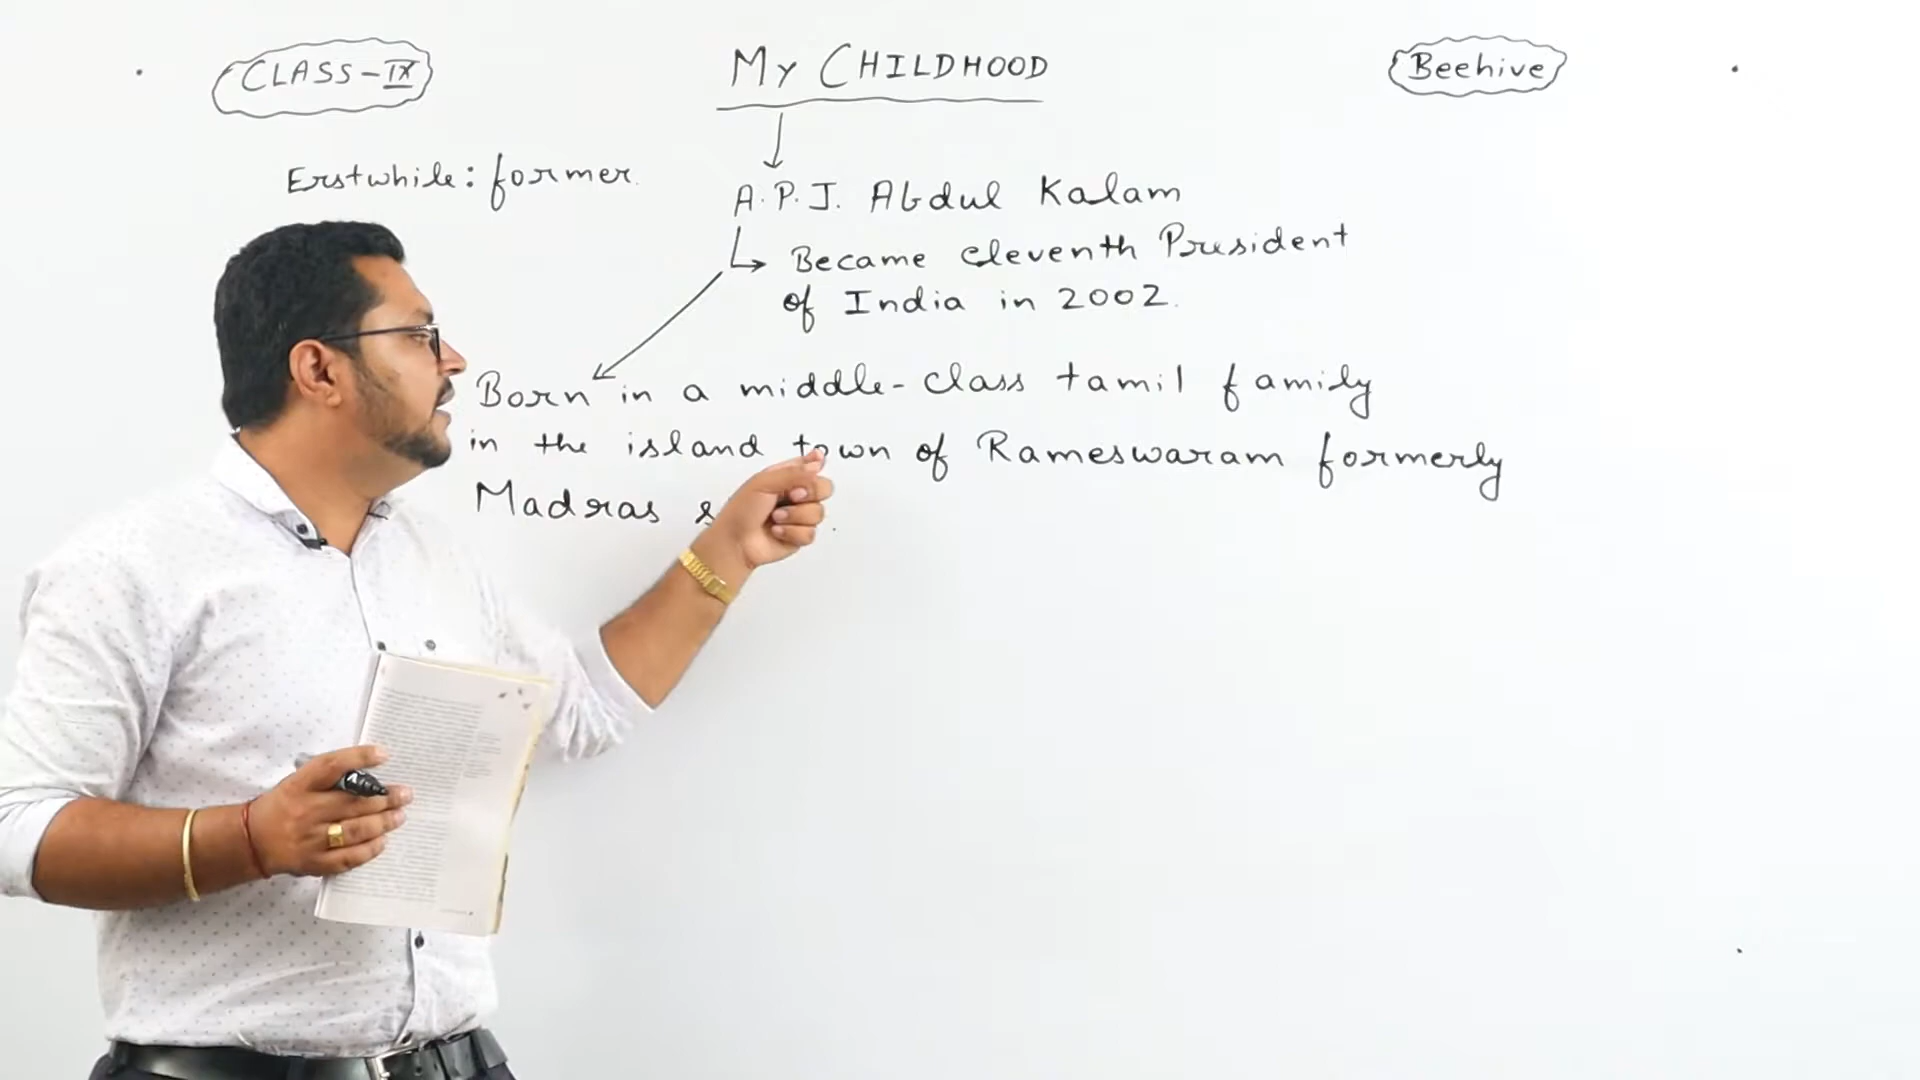 CLASS-IX
MY CHILDHOOD
Beehive
Erstwhile: former.
A.P.J. Abdul Kalam
Became eleventh President
of India in 2002.
Born in a middle-class tamil family
in the island town of Rameswaram formerly
Madras